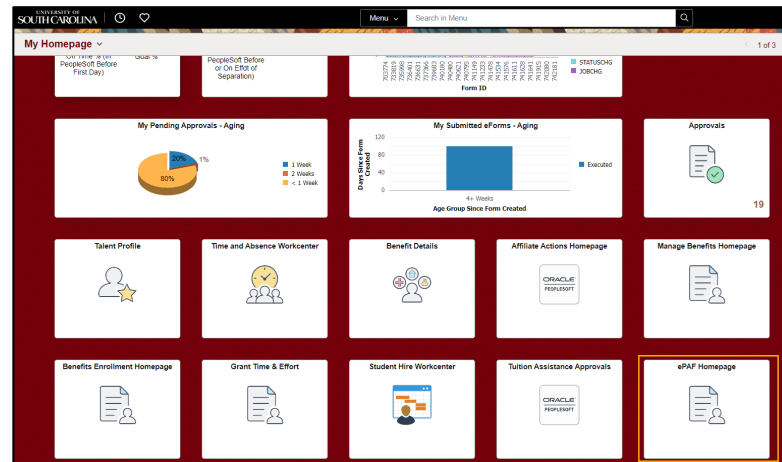 UNIVERSITY OF
SOUTH CAROLINA
Menu
Search in Menu
My Homepage
1 of 3
PeopleSoft Before
First Day)
Goal %
PeopleSoft Before
or On Effdt of
Separation)
STATUSCHG
JOBCHG
Form ID
My Pending Approvals - Aging
20%
1%
80%
1 Week
2 Weeks
< 1 Week
My Submitted eForms - Aging
Days Since Form
Created
120
80
40
0
4+ Weeks
Age Group Since Form Created
Executed
Approvals
19
Talent Profile
Time and Absence Workcenter
Benefit Details
Affiliate Actions Homepage
ORACLE
PEOPLESOFT
Manage Benefits Homepage
Benefits Enrollment Homepage
Grant Time & Effort
Student Hire Workcenter
Tuition Assistance Approvals
ORACLE
PEOPLESOFT
ePAF Homepage